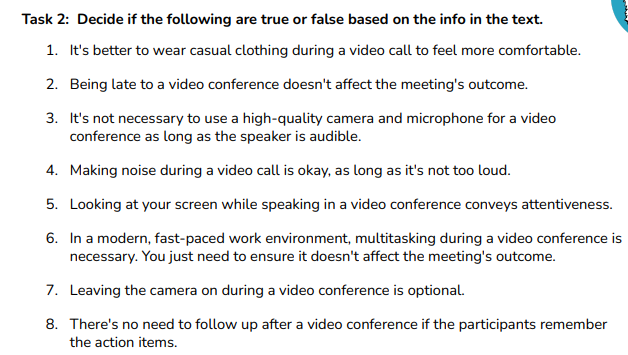 Task 2: Decide if the following are true or false based on the info in the text.
1. It's better to wear casual clothing during a video call to feel more comfortable.
2. Being late to a video conference doesn't affect the meeting's outcome.
3. It's not necessary to use a high-quality camera and microphone for a video
conference as long as the speaker is audible.
4. Making noise during a video call is okay, as long as it's not too loud.
5. Looking at your screen while speaking in a video conference conveys attentiveness.
6. In a modern, fast-paced work environment, multitasking during a video conference is
necessary. You just need to ensure it doesn't affect the meeting's outcome.
7. Leaving the camera on during a video conference is optional.
8. There's no need to follow up after a video conference if the participants remember
the action items.